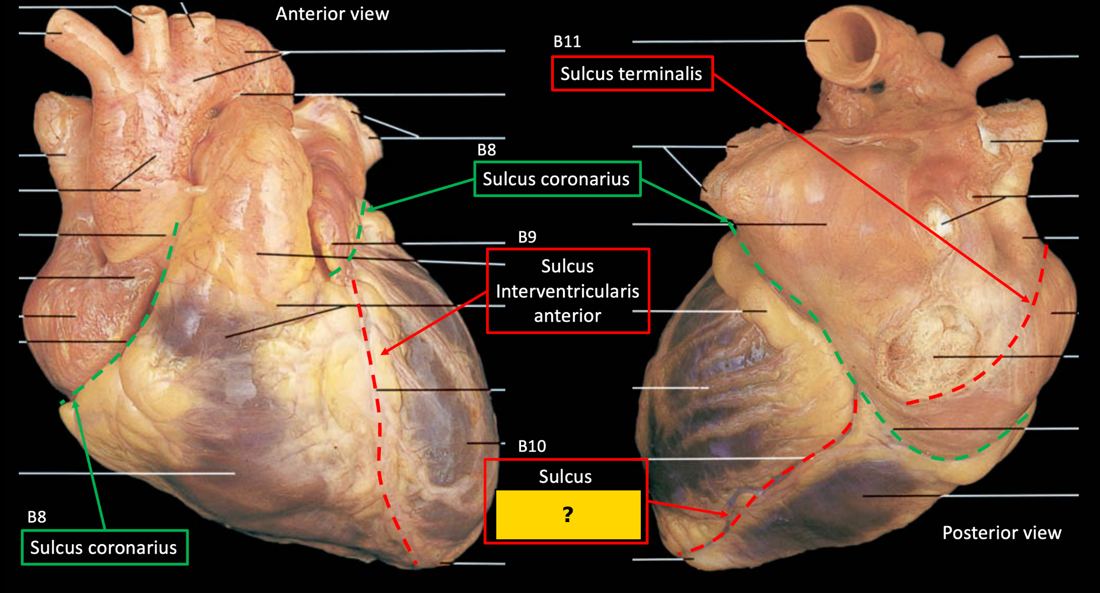 Anterior view
B11
Sulcus terminalis
B8
Sulcus coronarius
B9
Sulcus
Interventricularis
anterior
B10
Sulcus
?
B8
Sulcus coronarius
Posterior view